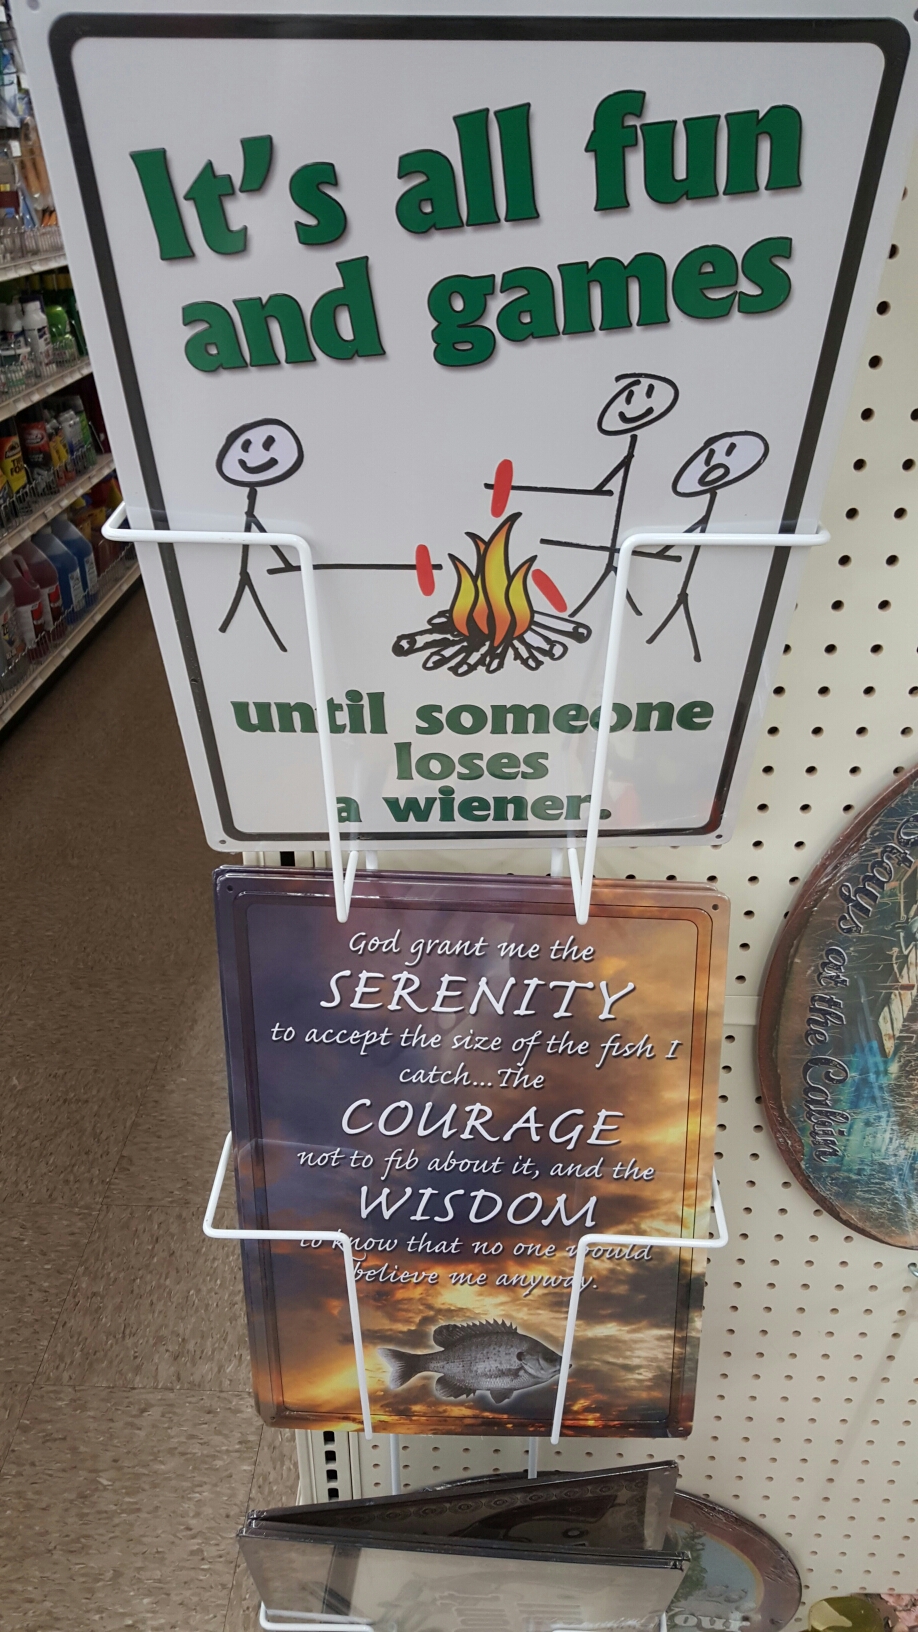 It's all fun
and games
until someone
loses
a wiener.
God grant me the
SERENITY
to accept the size of the fish I
catch...The
COURAGE
not to fib about it, and the
WISDOM
to know that no one would
believe me anyway.
Stays at the Cabin